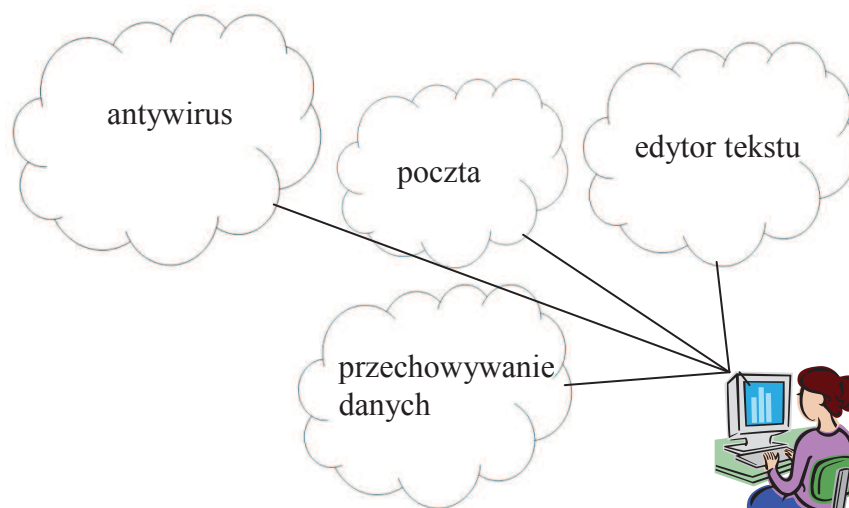 antywirus
poczta
edytor tekstu
przechowywanie
danych